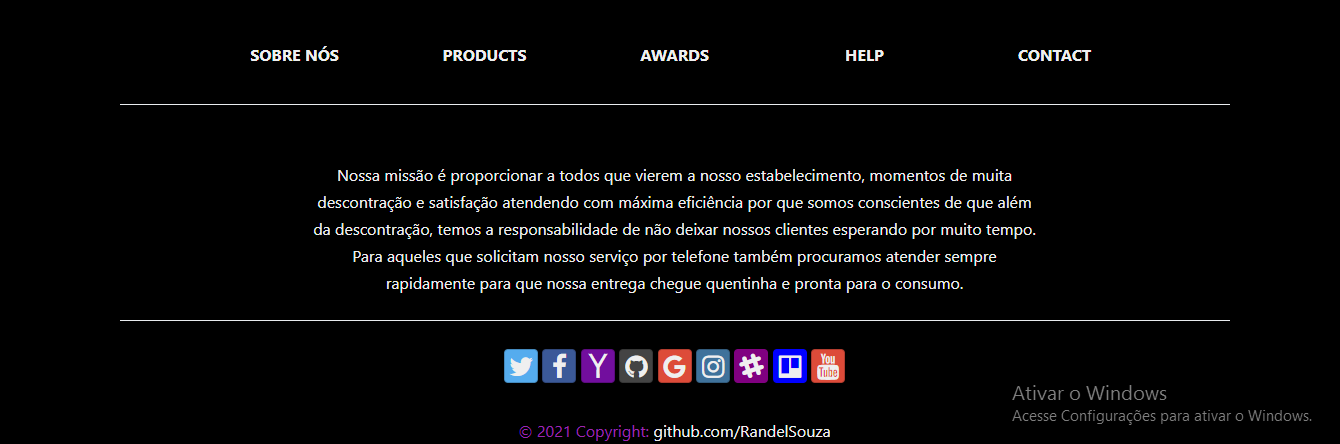 SOBRE NÓS PRODUCTS AWARDS HELP CONTACT
Nossa missão é proporcionar a todos que vierem a nosso estabelecimento, momentos de muita
descontração e satisfação atendendo com máxima eficiência por que somos conscientes de que além
da descontração, temos a responsabilidade de não deixar nossos clientes esperando por muito tempo.
Para aqueles que solicitam nosso serviço por telefone também procuramos atender sempre
rapidamente para que nossa entrega chegue quentinha e pronta para o consumo.
You
Tube
Ativar o Windows
Acesse Configurações para ativar o Windows.
© 2021 Copyright: github.com/RandelSouza